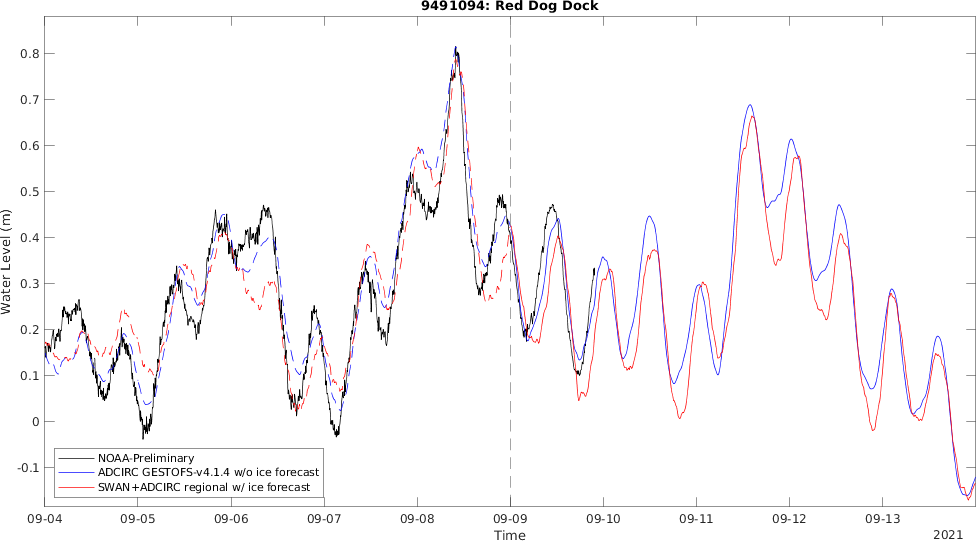 9491094: Red Dog Dock
Water Level (m)
0.8
0.7
0.6
0.5
0.4
0.3
0.2
0.1
0
-0.1
NOAA-Preliminary
ADCIRC GESTOFS-v4.1.4 w/o ice forecast
SWAN+ADCIRC regional w/ ice forecast
09-04 09-05 09-06 09-07 09-08 09-09 09-10 09-11 09-12 09-13
Time
2021